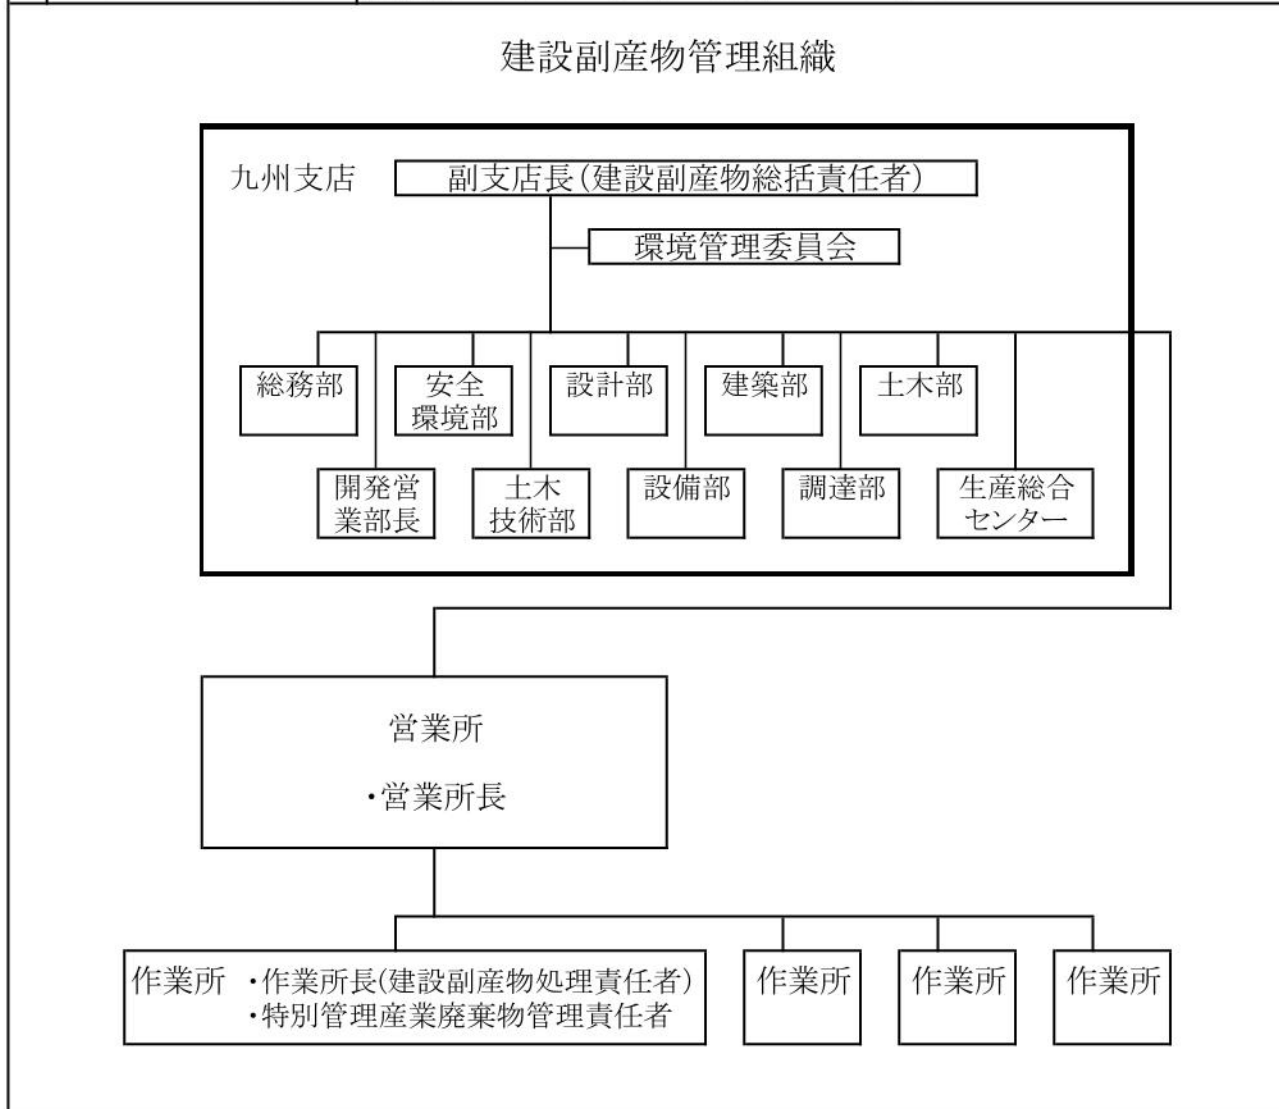 建設副産物管理組織
九州支店
副支店長(建設副産物総括責任者)
環境管理委員会
総務部
安全
環境部
設計部
建築部
土木部
開発営
業部長
土木
技術部
設備部
調達部
生産総合
センター
営業所
・営業所長
作業所 ・作業所長(建設副産物処理責任者)
・特別管理産業廃棄物管理責任者
作業所
作業所
作業所